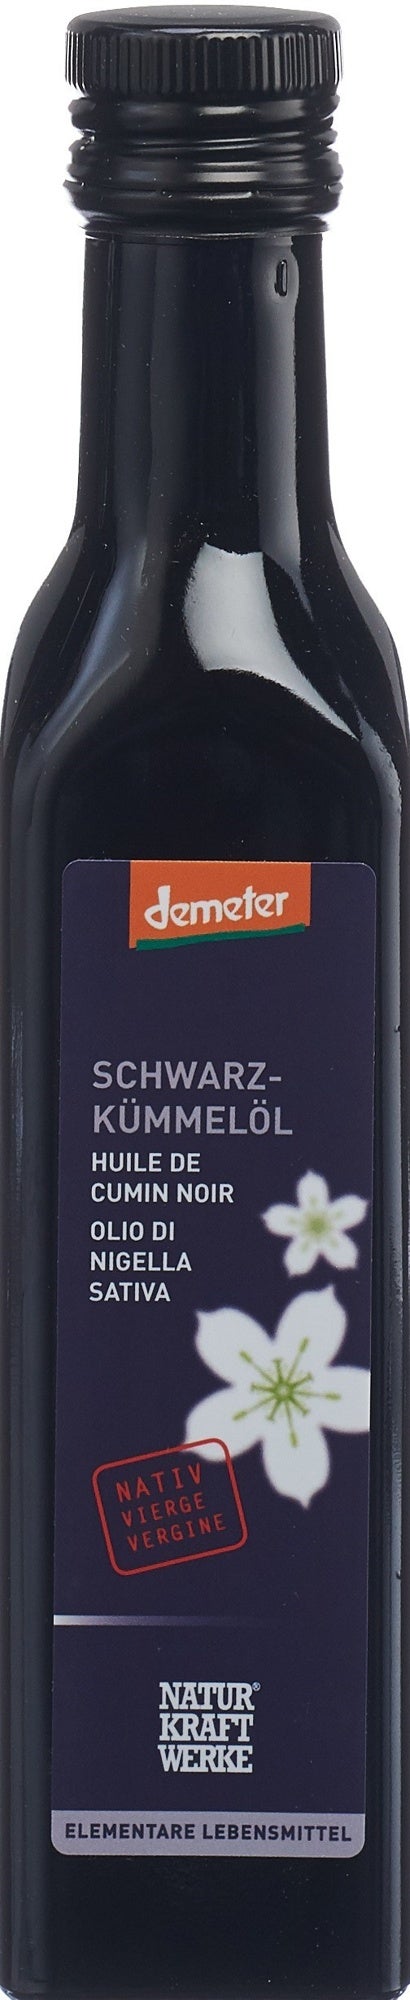 demeter
SCHWARZ-
KÜMMELÖL
HUILE DE
CUMIN NOIR
OLIO DI
NIGELLA
SATIVA
NATIV
VIERGE
VERGINE
NATUR®
KRAFT
WERKE
ELEMENTARE LEBENSMITTEL